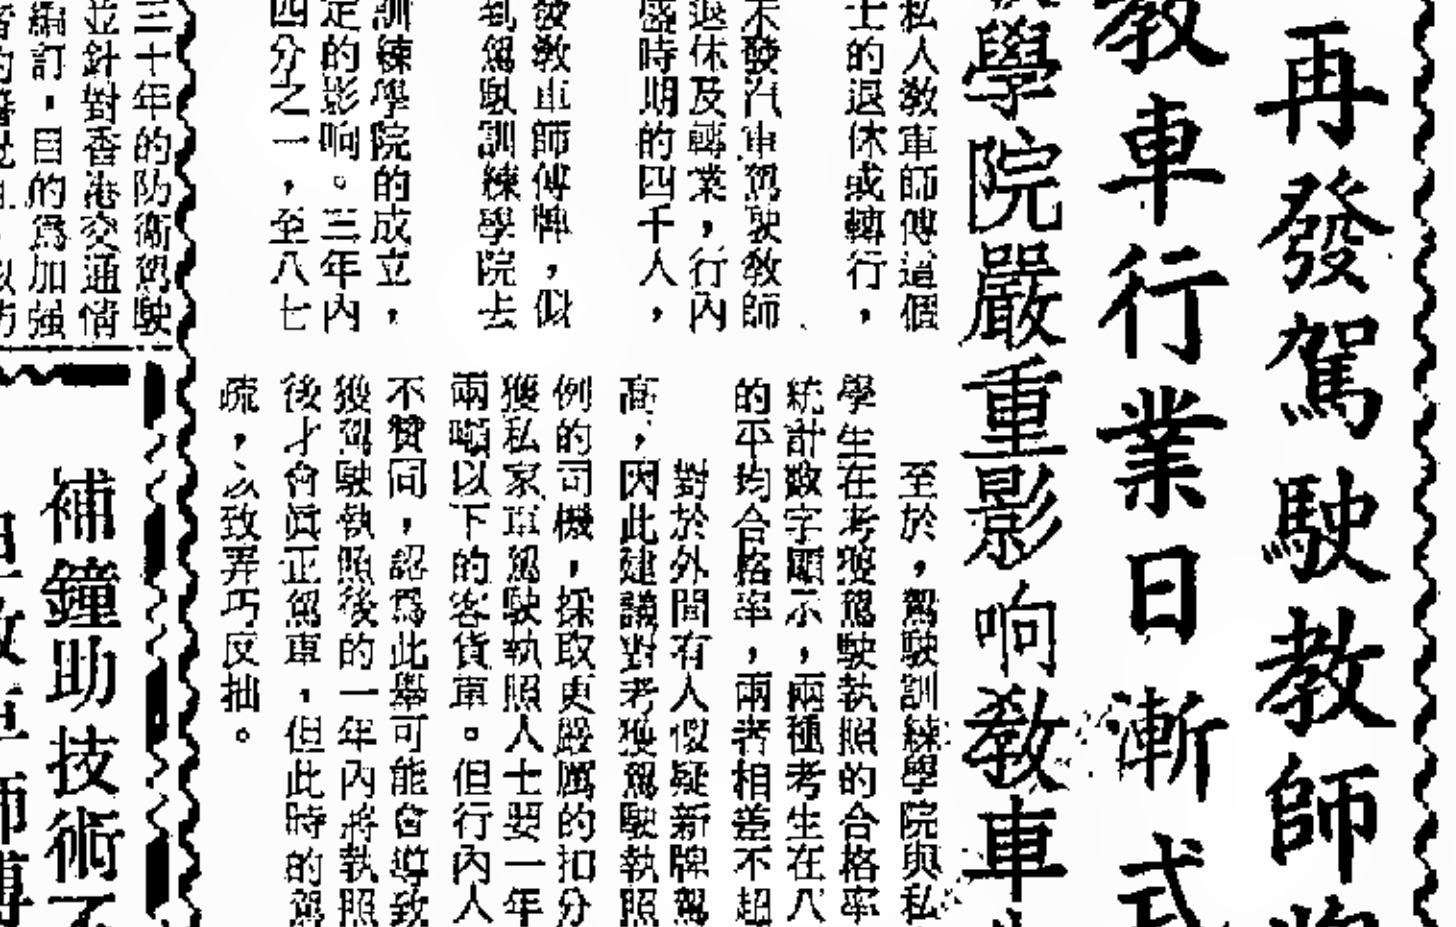 再發駕駛教師
教車行業日漸式
學院嚴重影响教車
私人教車師傅這個
士的退休或轉行，
未發汽車駕駛教師
退休及轉業，行內
盛時期的四千人，
發教車師傅牌，似
駕駛訓練學院去
訓練學院的成立，
定的影响。三年內
四分之一，至八七
三十年的防衞駕駛
並針對香港交通情
編訂，目的爲加强
至於，駕駛訓練學院與私
學生在考獲駕駛執照的合格率
統計數字顯示，兩種考生在八
的平均合格率，兩者相差不超
對於外間有人似疑新牌駕
高，因此建議對考獲駕駛執照
例的司機，採取更嚴厲的扣分
獲私家車駕駛執照人士要一年
兩噸以下的客貨車。但行內人
不贊同，認爲此舉可能會導致
獲駕駛執照後的一年內將執照
後才會眞正駕車，但此時的駕
疏，以致弄巧反拙。
補鐘助技術不